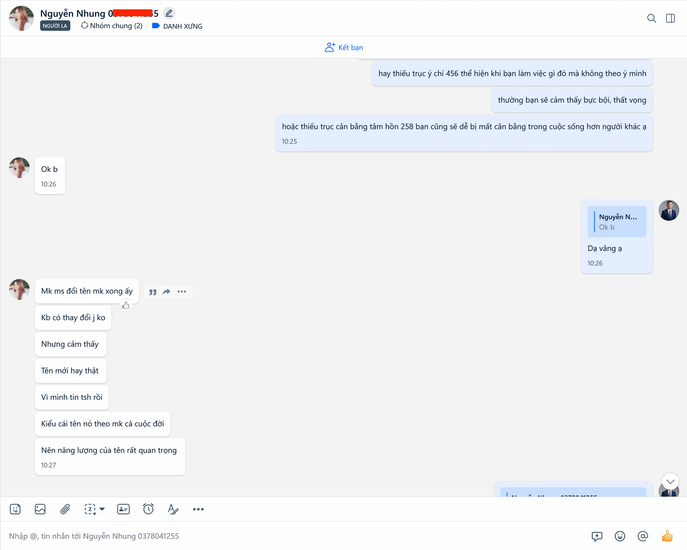 Nguyễn Nhung 0378041255
NGƯỜI LẠ
Nhóm chung (2)
DANH XƯNG
Kết bạn
hay thiếu trục ý chí 456 thể hiện khi bạn làm việc gì đó mà không theo ý mình
thường bạn sẽ cảm thấy bực bội, thất vọng
hoặc thiếu trục cân bằng tâm hồn 258 bạn cũng sẽ dễ bị mất cân bằng trong cuộc sống hơn người khác ạ
10:25
Ok b
10:26
Nguyễn N...
Ok b
Dạ vâng ạ
10:26
Mk ms đổi tên mk xong ấy
Kb có thay đổi j ko
Nhưng cảm thấy
Tên mới hay thật
Vì mình tin tsh rồi
Kiểu cái tên nó theo mk cả cuộc đời
Nên năng lượng của tên rất quan trọng
10:27
Nguyễn Nhung 0378041255
Nhập @, tin nhắn tới Nguyễn Nhung 0378041255